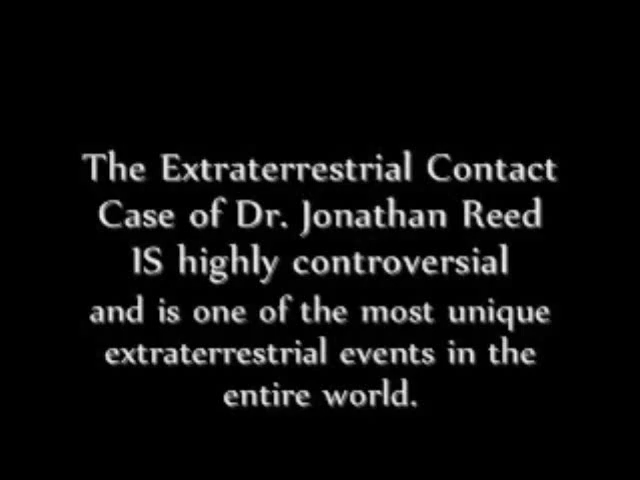 The Extraterrestrial Contact
Case of Dr. Jonathan Reed
IS highly controversial
and is one of the most unique
extraterrestrial events in the
entire world.